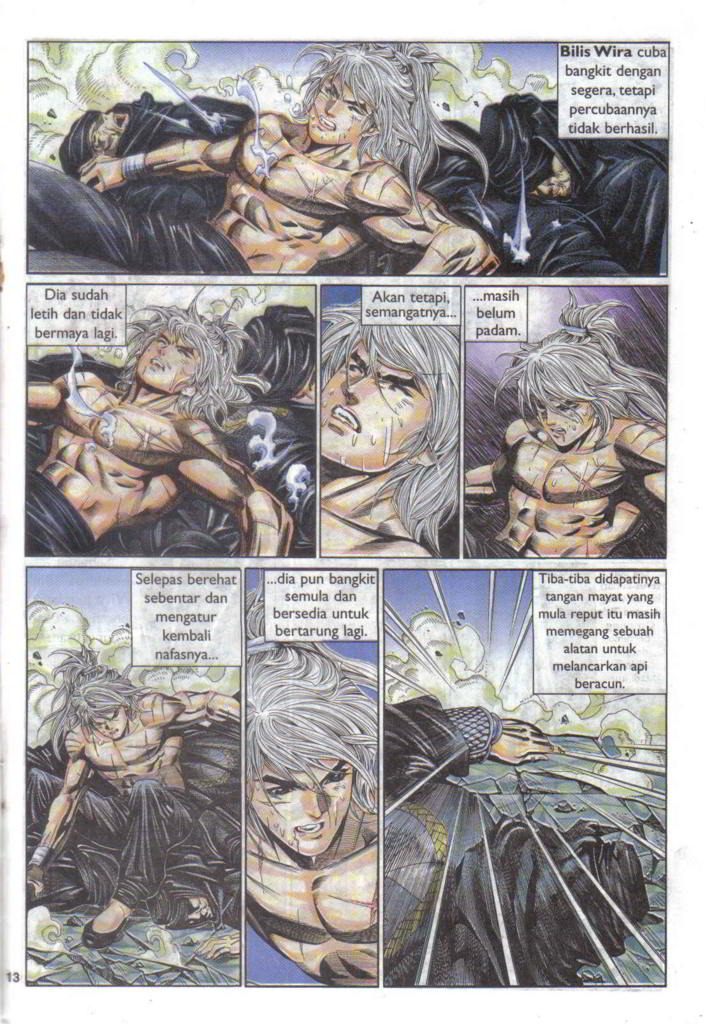 Bilis Wira cuba
bangkit dengan
segera, tetapi
percubaannya
tidak berhasil.
Dia sudah
letih dan tidak
bermaya lagi.
Akan tetapi,
semangatnya...
...masih
belum
padam.
Selepas berehat
sebentar dan
mengatur
kembali
nafasnya...
...dia pun bangkit
semula dan
bersedia untuk
bertarung lagi.
Tiba-tiba didapatinya
tangan mayat yang
mula reput itu masih
memegang sebuah
alatan untuk
melancarkan api
beracun.
13